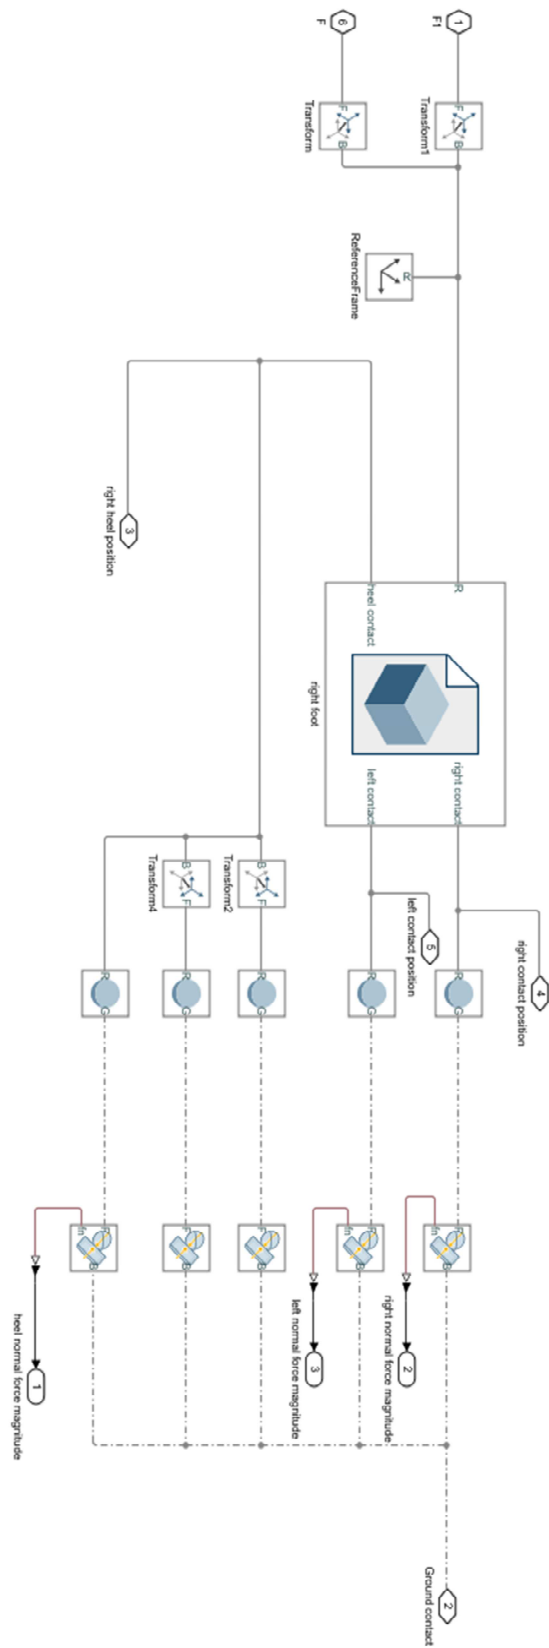 4
right contact position
1
F1
F B
Transform1
R
right contact
R G
F B
fn
2
Ground contact
5
left contact position
2
right normal force magnitude
R
ReferenceFrame
heel contact
left contact
right foot
R G
F B
fn
6
F
F B
Transform
3
left normal force magnitude
B F
Transform2
R G
F B
B F
Transform4
R G
F B
3
right heel position
R G
F B
fn
1
heel normal force magnitude